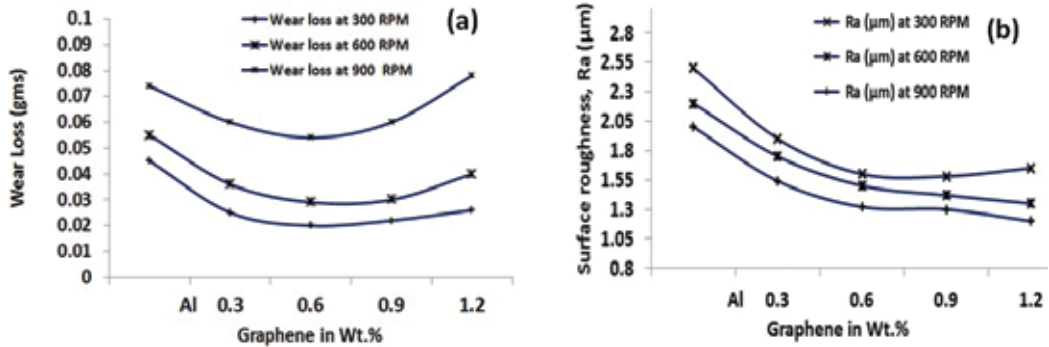 (a)
Wear loss at 300 RPM
Wear loss at 600 RPM
Wear loss at 900 RPM
Wear Loss (gms)
0.1
0.09
0.08
0.07
0.06
0.05
0.04
0.03
0.02
0.01
0
Al 0.3 0.6 0.9 1.2
Graphene in Wt.%
(b)
Ra (μm) at 300 RPM
Ra (μm) at 600 RPM
Ra (μm) at 900 RPM
Surface roughness, Ra (μm)
2.8
2.55
2.3
2.05
1.8
1.55
1.3
1.05
0.8
Al 0.3 0.6 0.9 1.2
Graphene in Wt.%